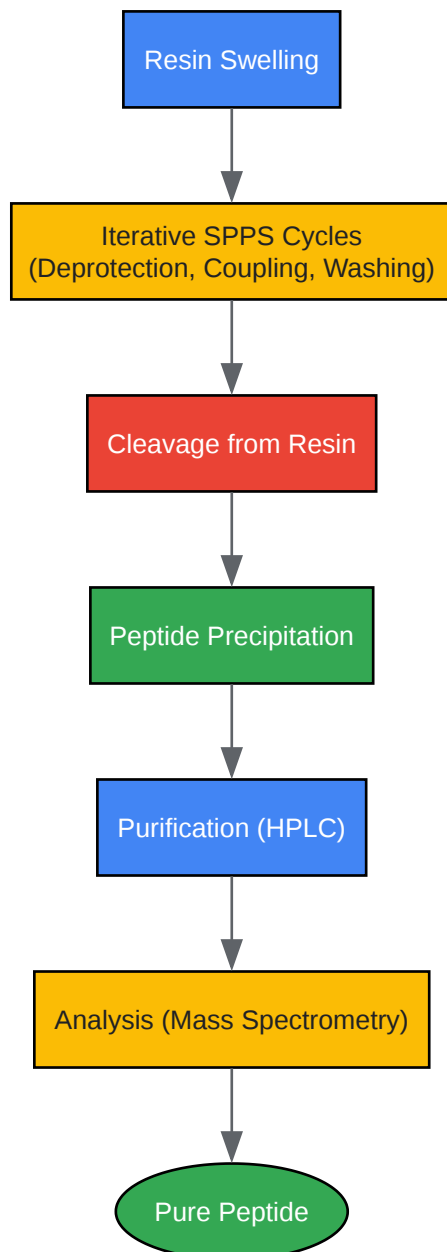 Resin Swelling
Iterative SPPS Cycles
(Deprotection, Coupling, Washing)
Cleavage from Resin
Peptide Precipitation
Purification (HPLC)
Analysis (Mass Spectrometry)
Pure Peptide